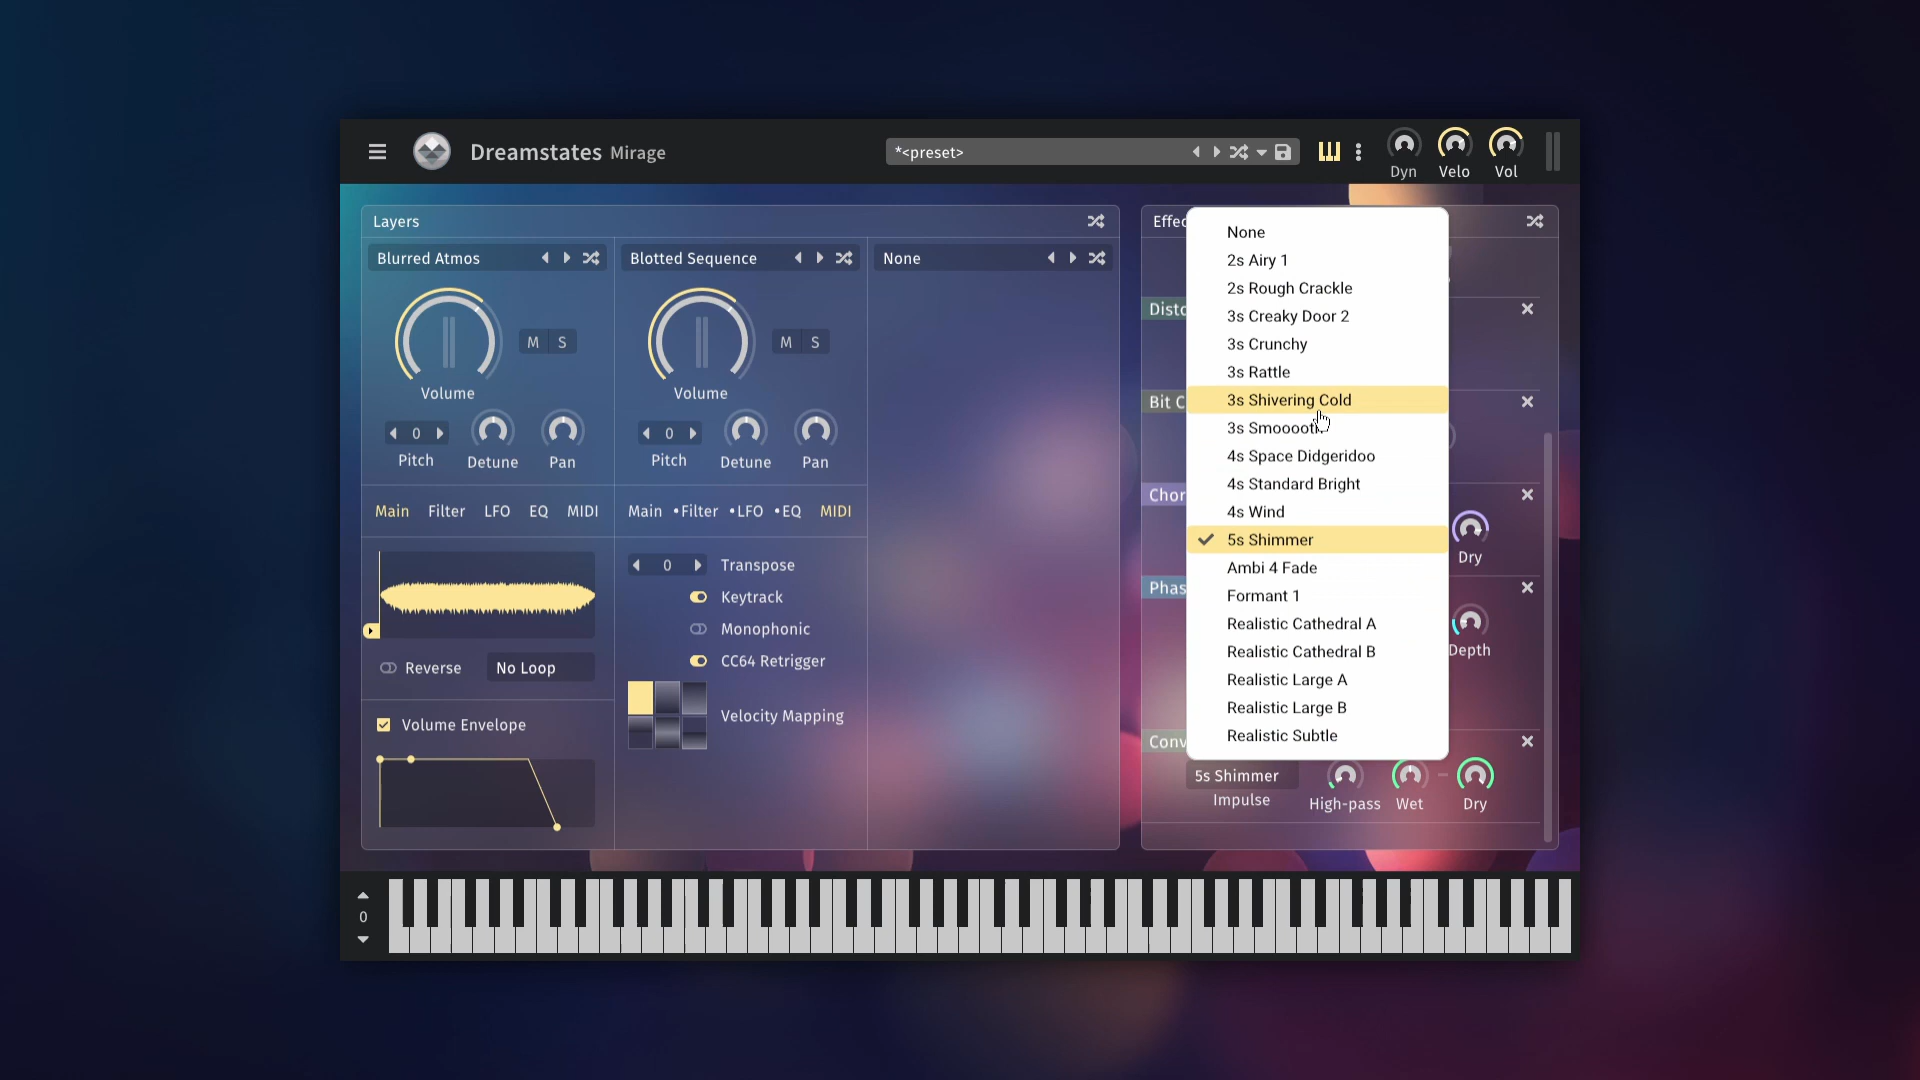 Dreamstates Mirage
*<preset>
Dyn
Velo
Vol
Layers
Blurred Atmos
Blotted Sequence
None
M S
Volume
M S
Volume
0
Pitch
Detune
Pan
0
Pitch
Detune
Pan
Main Filter LFO EQ MIDI
Main •Filter •LFO •EQ MIDI
Reverse
No Loop
Volume Envelope
0 Transpose
Keytrack
Monophonic
CC64 Retrigger
Velocity Mapping
Effec
Disto
Bit C
Chor
Dry
Phas
Depth
Conv
None
2s Airy 1
2s Rough Crackle
3s Creaky Door 2
3s Crunchy
3s Rattle
3s Shivering Cold
3s Smooooth
4s Space Didgeridoo
4s Standard Bright
4s Wind
5s Shimmer
Ambi 4 Fade
Formant 1
Realistic Cathedral A
Realistic Cathedral B
Realistic Large A
Realistic Large B
Realistic Subtle
5s Shimmer
Impulse
High-pass
Wet
Dry
0